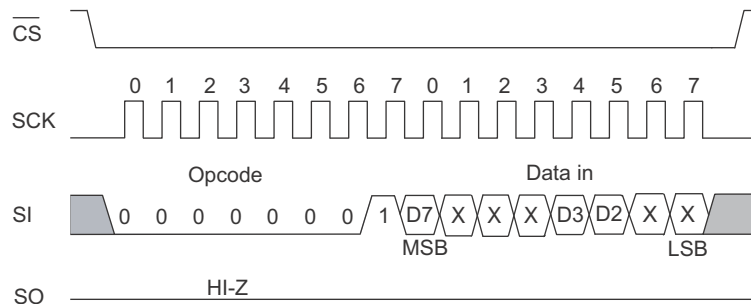 CS
0 1 2 3 4 5 6 7 0 1 2 3 4 5 6 7
SCK
Opcode Data in
SI 0 0 0 0 0 0 0 1 D7 X X X D3 D2 X X
MSB LSB
HI-Z
SO